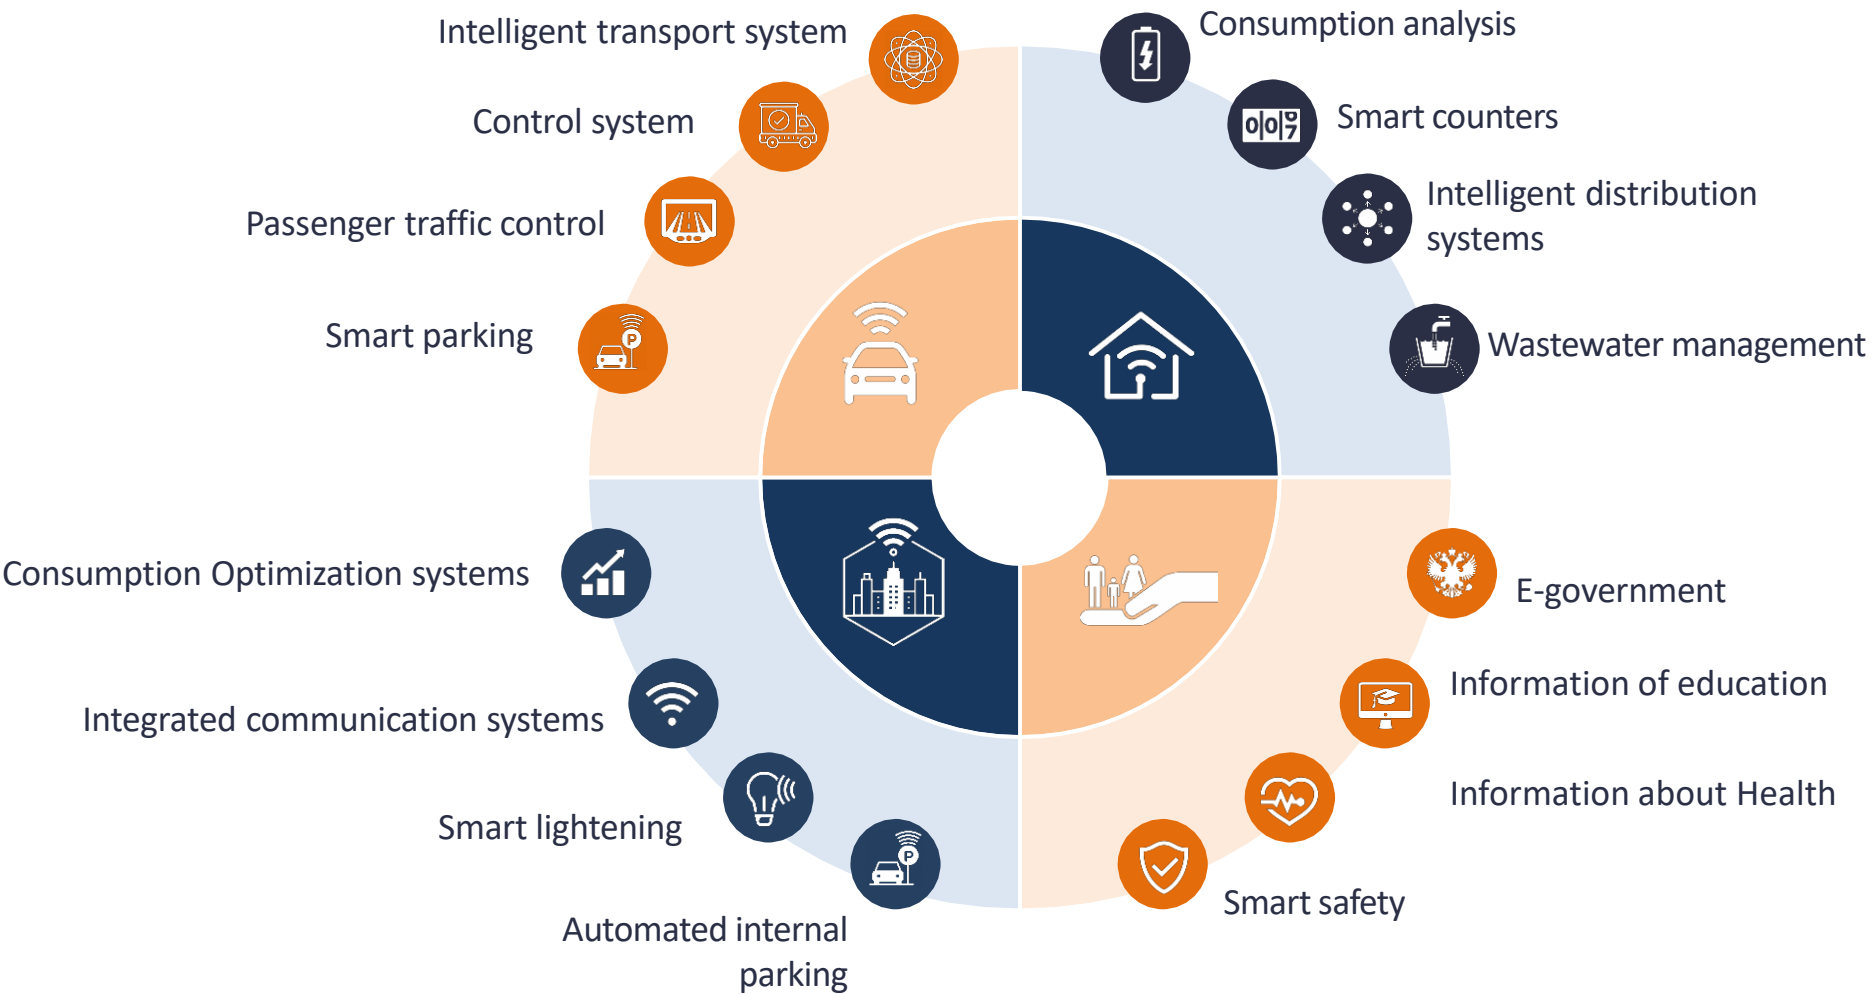 Intelligent transport system
Control system
Passenger traffic control
Smart parking
Consumption analysis
Smart counters
Intelligent distribution
systems
Wastewater management
Consumption Optimization systems
Integrated communication systems
Smart lightening
Automated internal
parking
E-government
Information of education
Information about Health
Smart safety
P
007
P